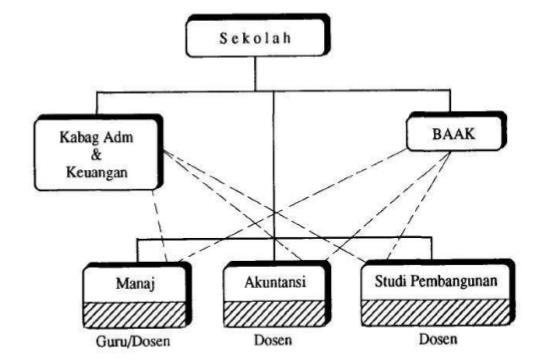 Sekolah
Kabag Adm
&
Keuangan
BAAK
Manaj
Akuntansi
Studi Pembangunan
Guru/Dosen
Dosen
Dosen